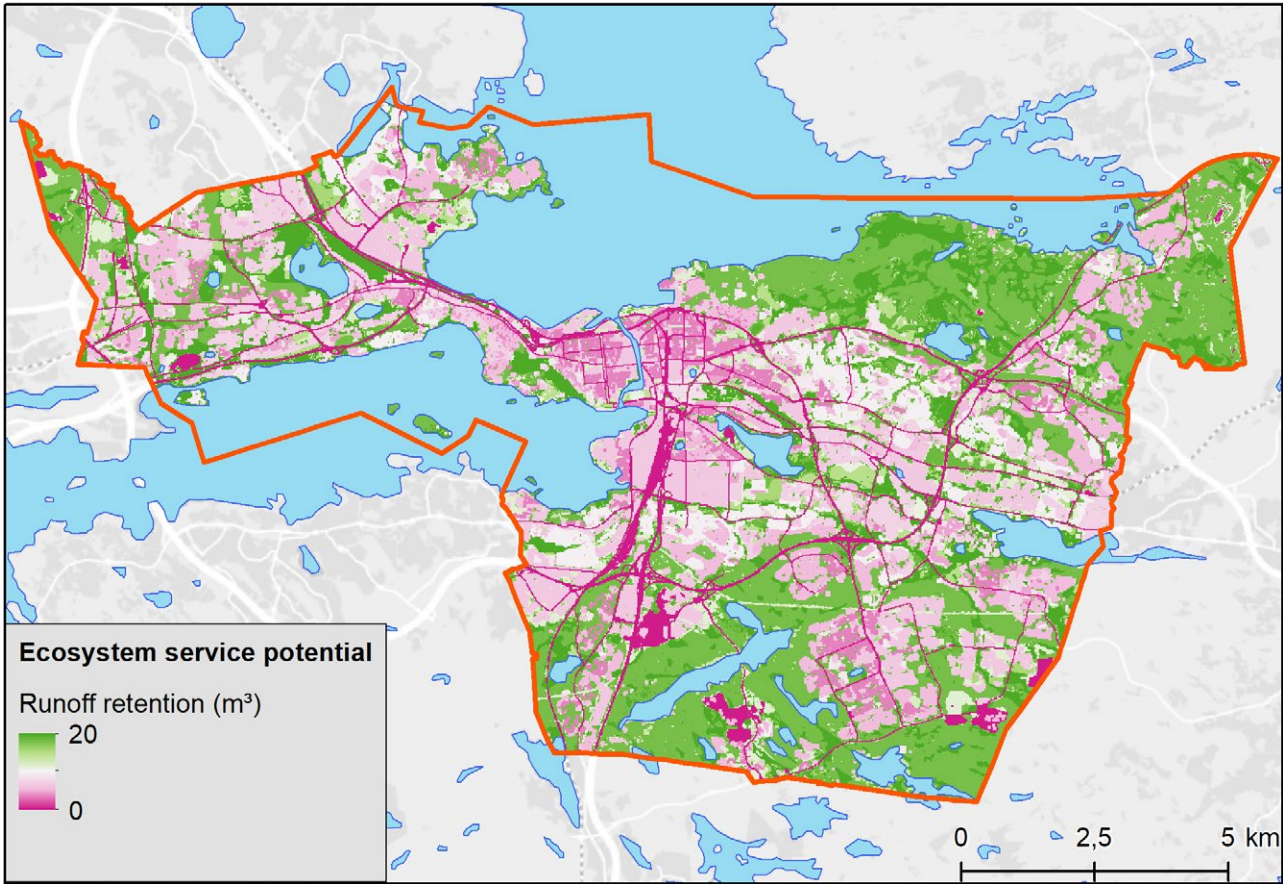 Ecosystem service potential
Runoff retention (m³)
20
0
0 2,5 5 km